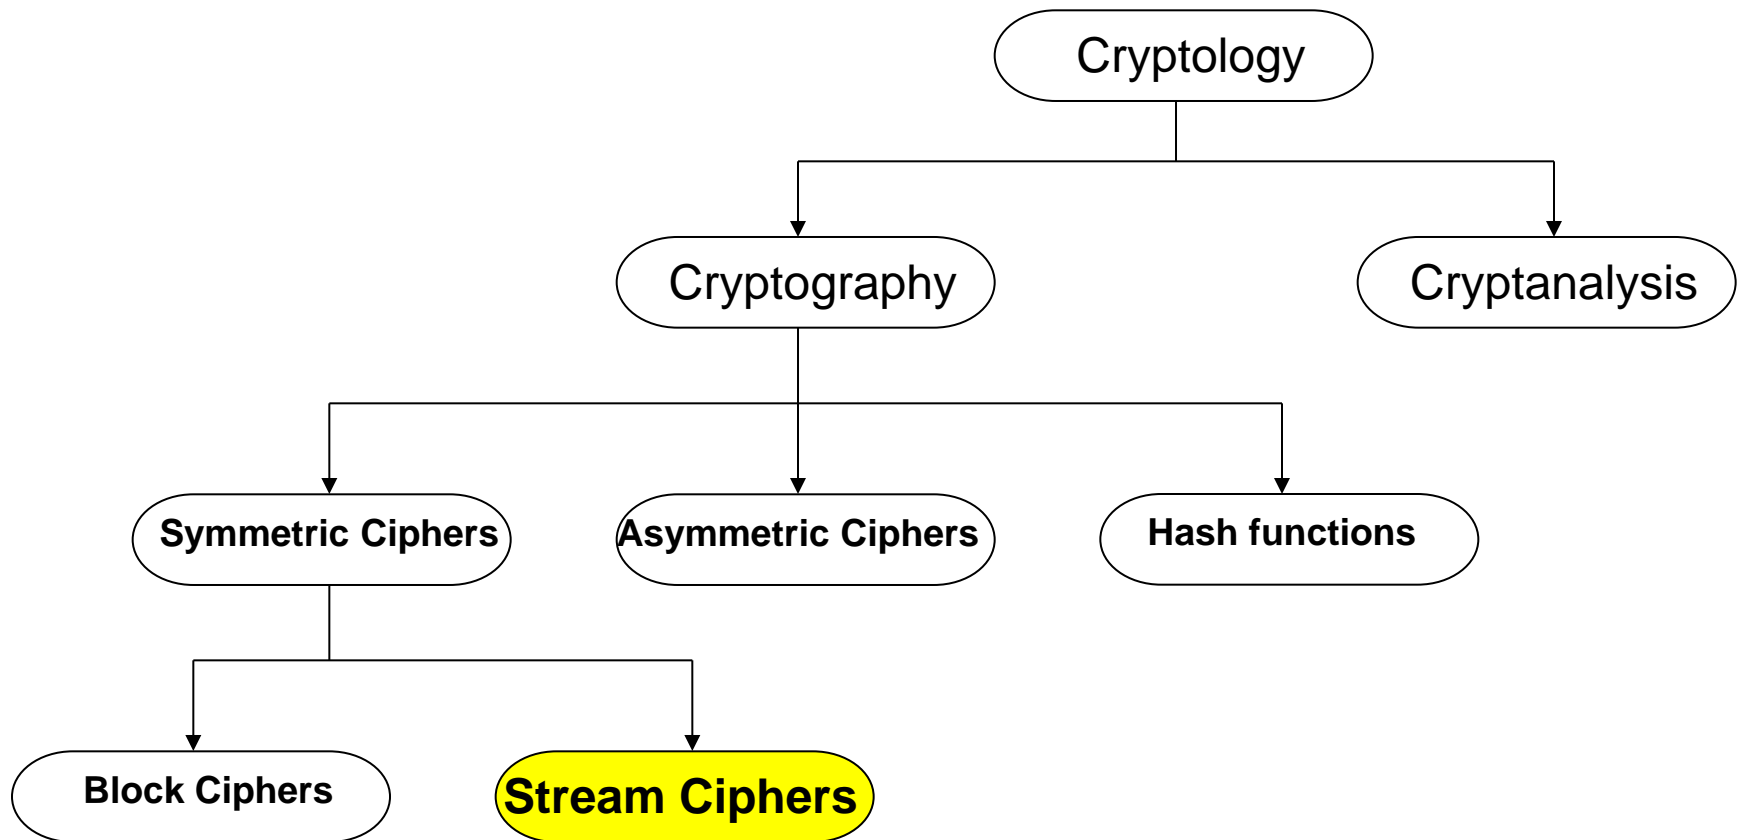 Cryptology
Cryptography
Cryptanalysis
Symmetric Ciphers
Asymmetric Ciphers
Hash functions
Block Ciphers
Stream Ciphers